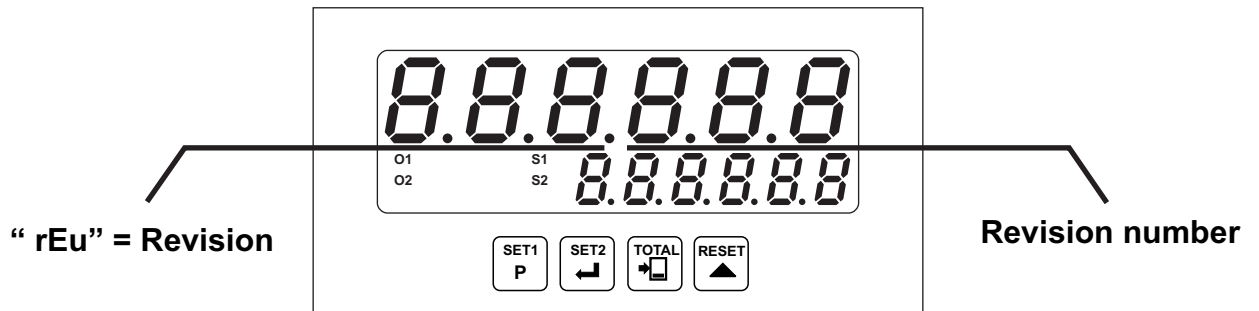 8.8.8.8.8.8
O1 S1
O2 S2 8.8.8.8.8.8
“ rEu” = Revision
Revision number
SET1 SET2 TOTAL RESET
P